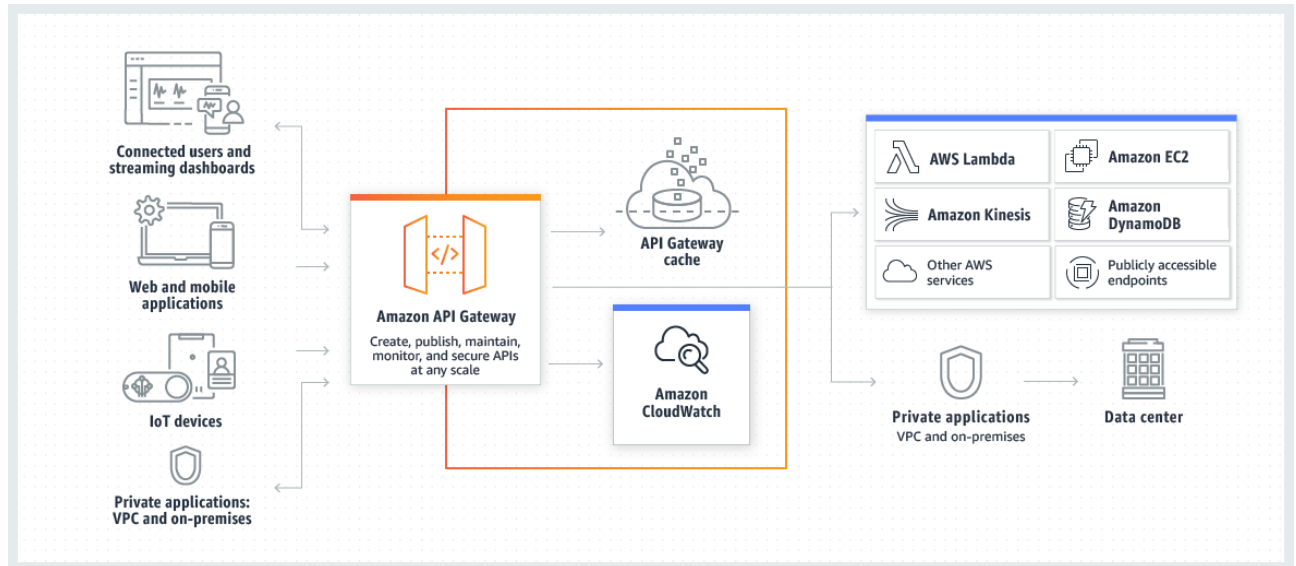 Connected users and
streaming dashboards
Web and mobile
applications
IoT devices
Private applications:
VPC and on-premises
</>
Amazon API Gateway
Create, publish, maintain,
monitor, and secure APIs
at any scale
API Gateway
cache
Amazon
CloudWatch
AWS Lambda
Amazon EC2
Amazon Kinesis
Amazon
DynamoDB
Other AWS
services
Publicly accessible
endpoints
Private applications
VPC and on-premises
Data center